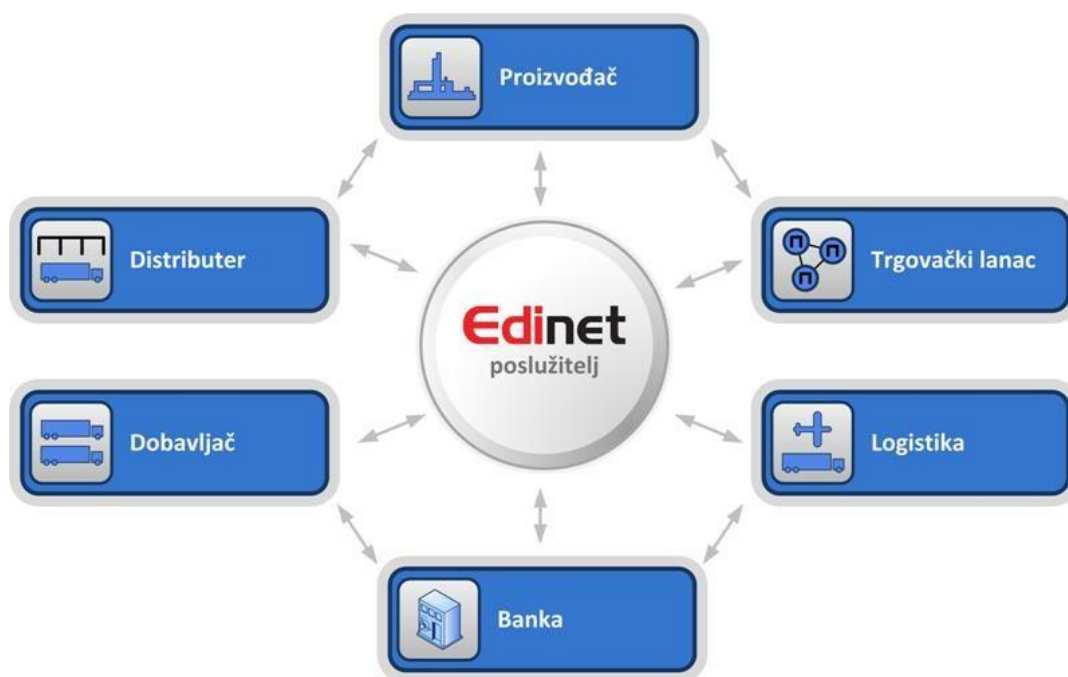 Proizvođač
Distributer
Trgovački lanac
Edinet
poslužitelj
Dobavljač
Logistika
Banka